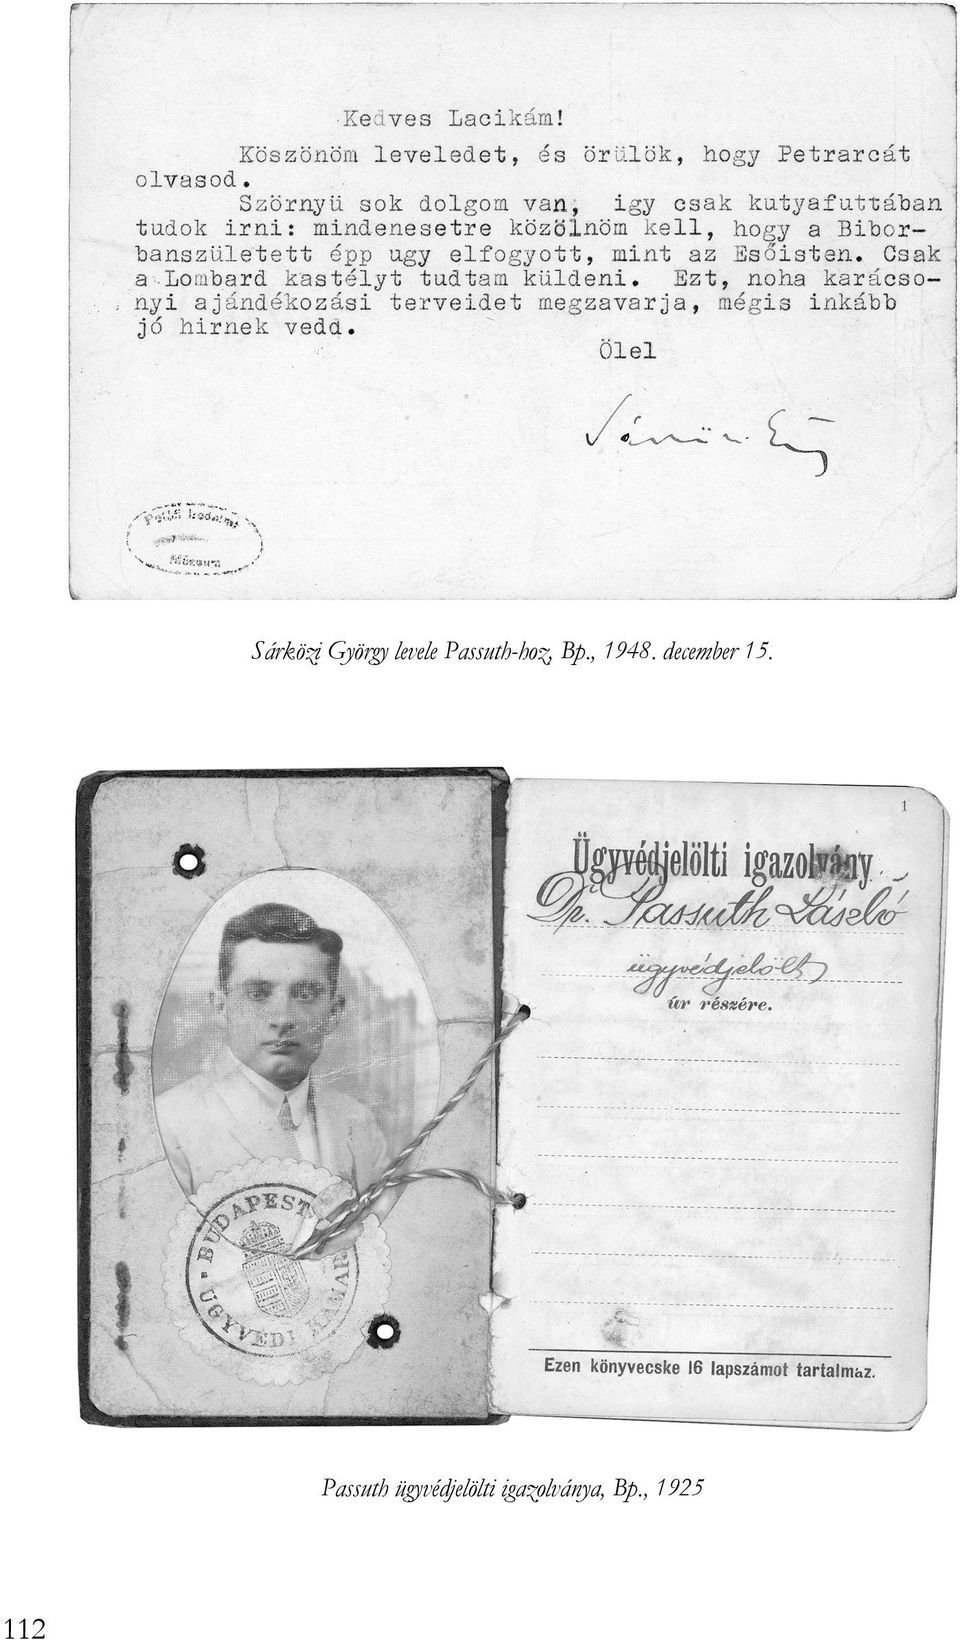 Kedves Lacikám!
Köszönöm leveledet, és örülök, hogy Petrarcát
olvasod.
Szörnyü sok dolgom van, igy csak kutyafuttában
tudok irni: mindenesetre közölnöm kell, hogy a Bibor-
banszületett épp ugy elfogyott, mint az Esőisten. Csak
a Lombard kastélyt tudtam küldeni. Ezt, noha karácso-
nyi ajándékozási terveidet megzavarja, mégis inkább
jó hirnek vedd.
Ölel
Petőfi Irodalmi
Múzeum
Sárközi György levele Passuth-hoz, Bp., 1948. december 15.
BUDAPESTI
ÜGYVÉDI KAMARA
1
Ügyvédjelölti igazolvány
Dr. Passuth László
ügyvédjelölt
úr részére.
Ezen könyvecske 16 lapszámot tartalmaz.
Passuth ügyvédjelölti igazolványa, Bp., 1925
112